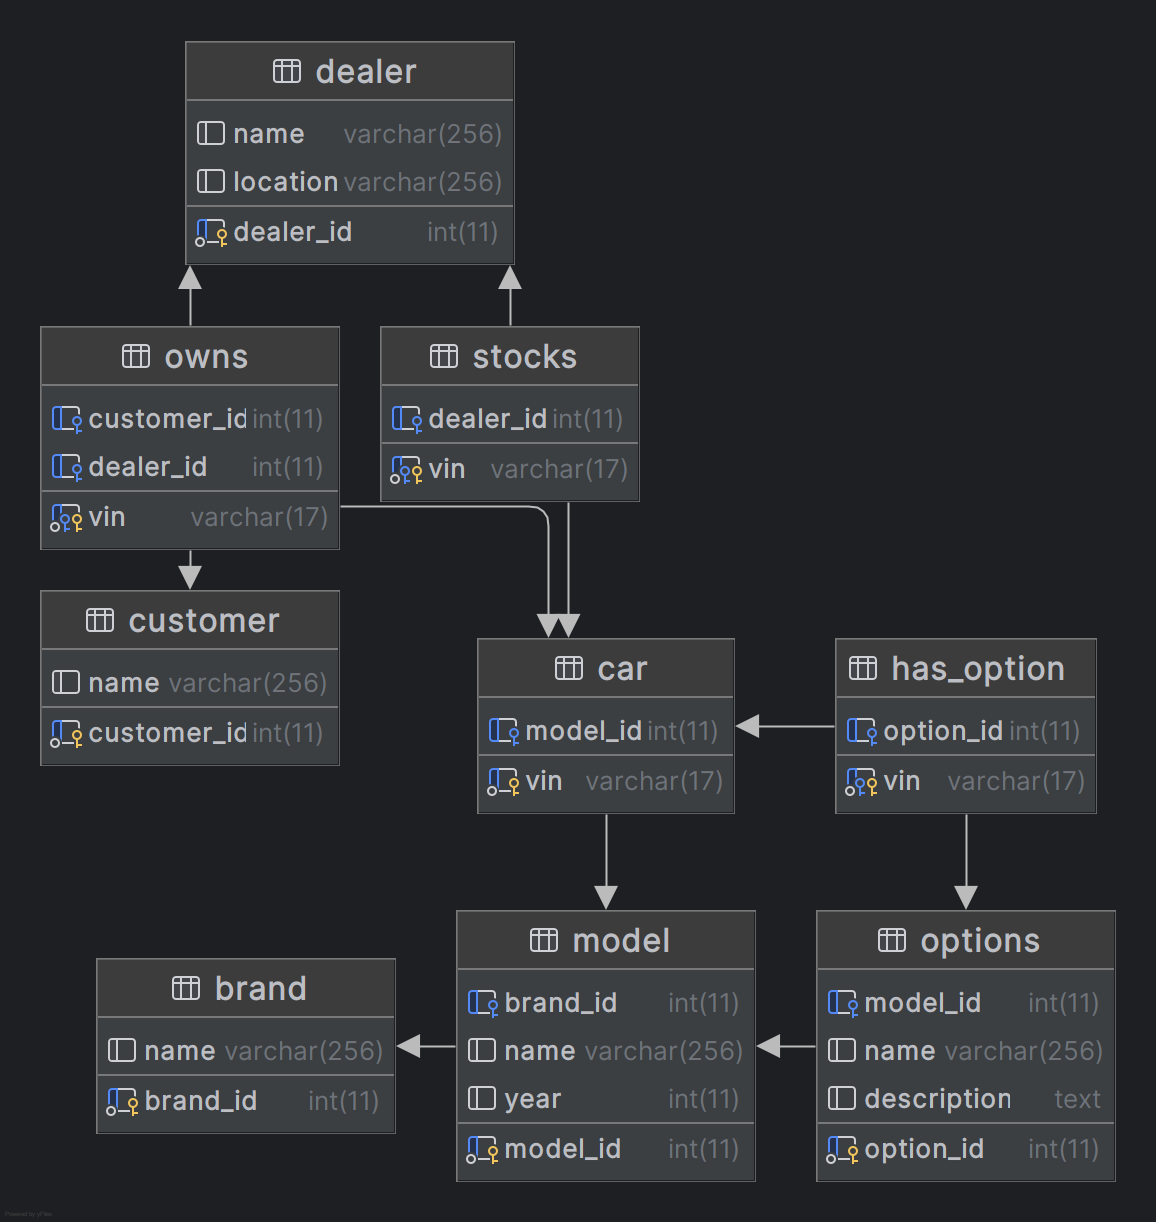 dealer
name varchar(256)
location varchar(256)
dealer_id int(11)
owns
customer_id int(11)
dealer_id int(11)
vin varchar(17)
stocks
dealer_id int(11)
vin varchar(17)
customer
name varchar(256)
customer_id int(11)
car
model_id int(11)
vin varchar(17)
has_option
option_id int(11)
vin varchar(17)
brand
name varchar(256)
brand_id int(11)
model
brand_id int(11)
name varchar(256)
year int(11)
model_id int(11)
options
model_id int(11)
name varchar(256)
description text
option_id int(11)
Powered by yFiles